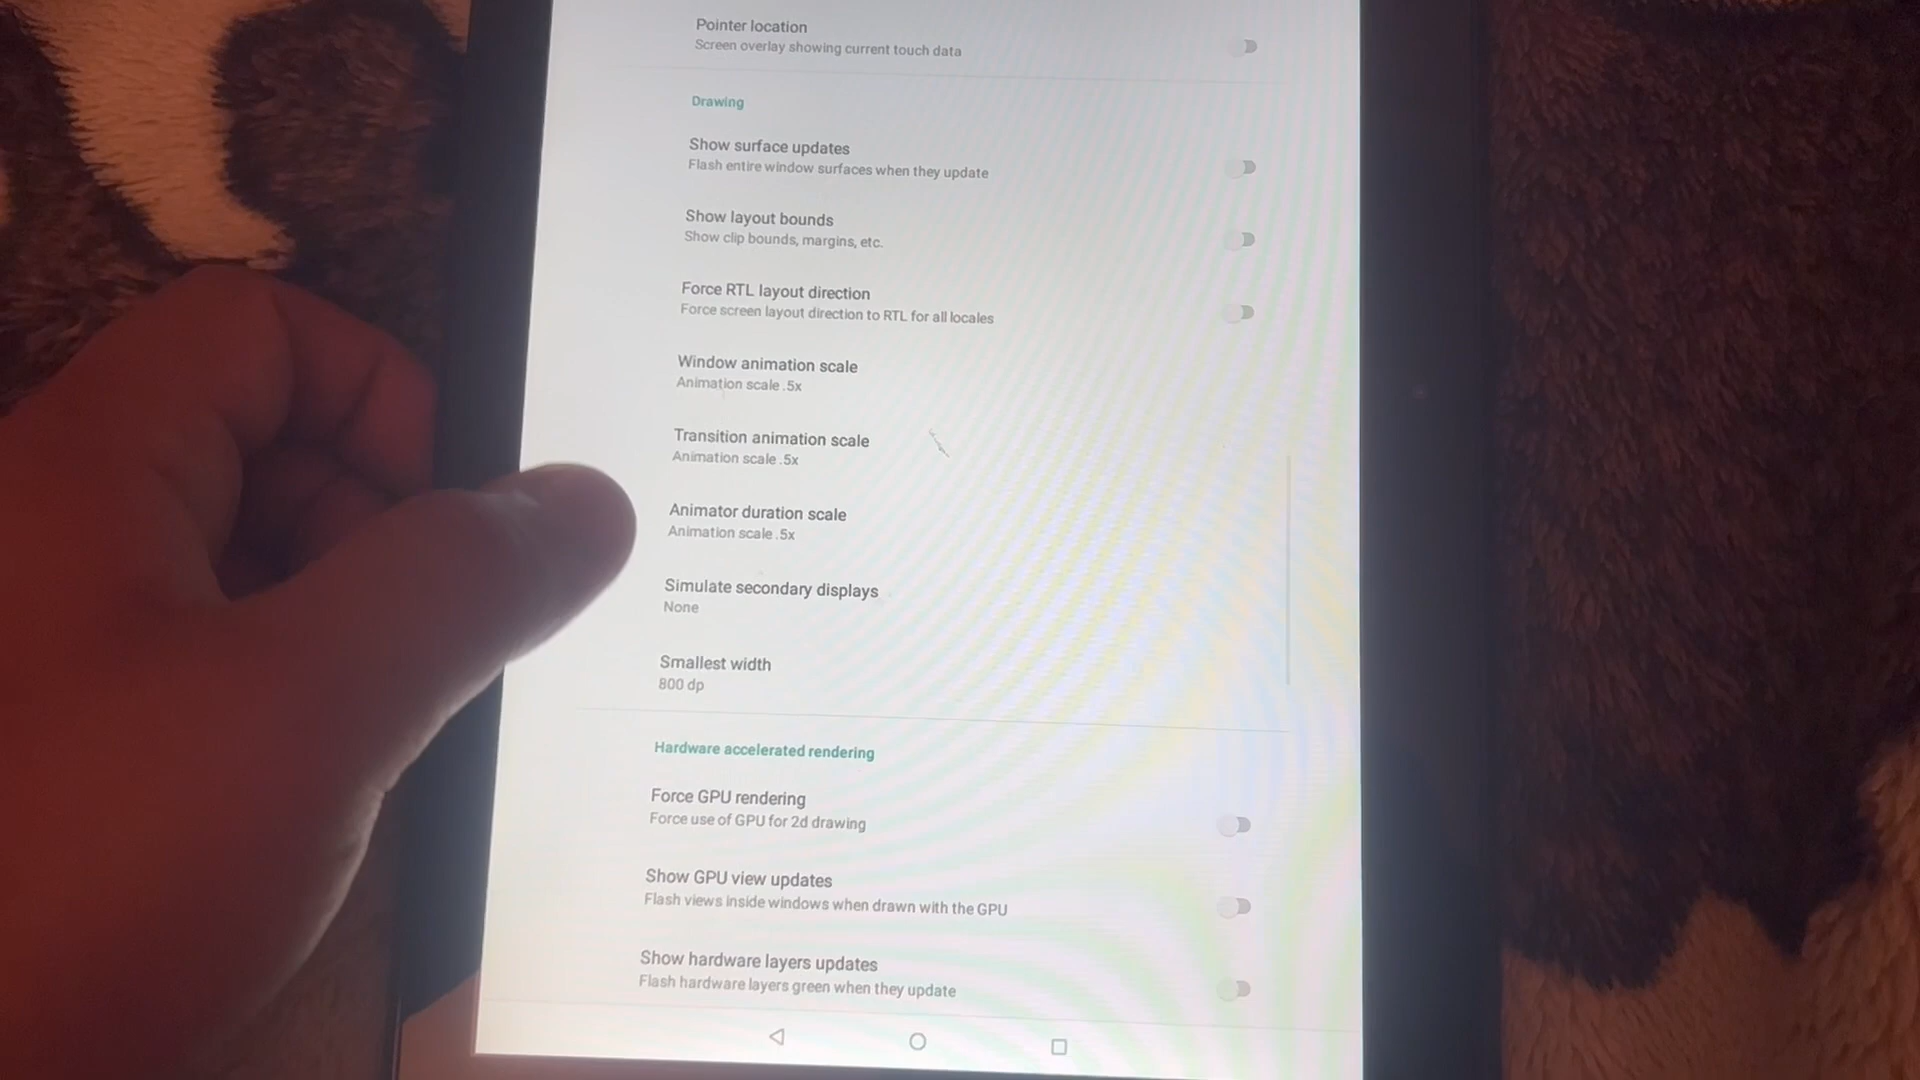 Pointer location
Screen overlay showing current touch data
Drawing
Show surface updates
Flash entire window surfaces when they update
Show layout bounds
Show clip bounds, margins, etc.
Force RTL layout direction
Force screen layout direction to RTL for all locales
Window animation scale
Animation scale .5x
Transition animation scale
Animation scale .5x
Animator duration scale
Animation scale .5x
Simulate secondary displays
None
Smallest width
800 dp
Hardware accelerated rendering
Force GPU rendering
Force use of GPU for 2d drawing
Show GPU view updates
Flash views inside windows when drawn with the GPU
Show hardware layers updates
Flash hardware layers green when they update